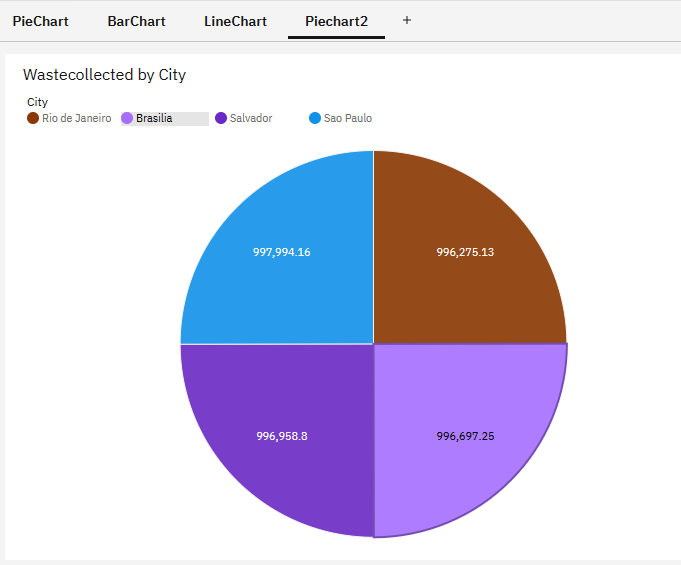 PieChart BarChart LineChart Piechart2 +
Wastecollected by City
City
Rio de Janeiro Brasilia Salvador Sao Paulo
997,994.16 996,275.13
996,958.8 996,697.25